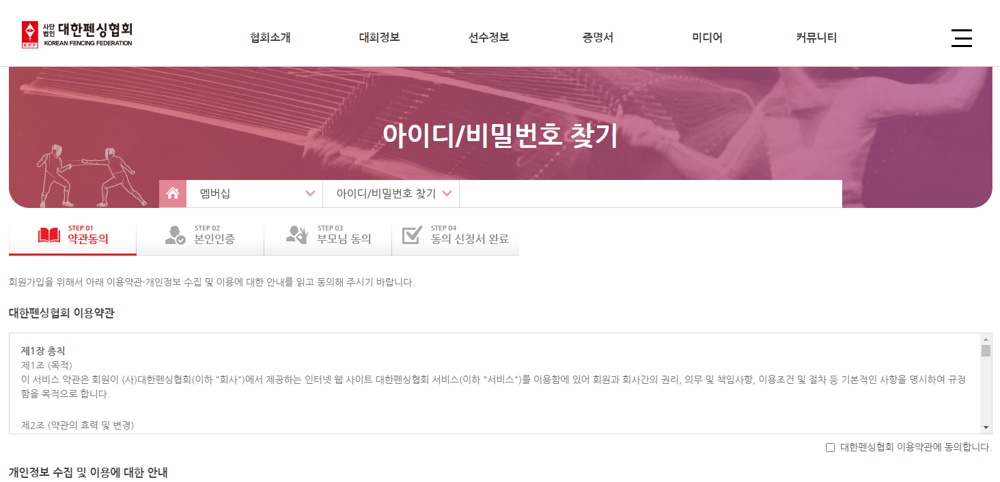 사단
법인 대한펜싱협회
KFF KOREAN FENCING FEDERATION
협회소개 대회정보 선수정보 증명서 미디어 커뮤니티
아이디/비밀번호 찾기
멤버십 아이디/비밀번호 찾기
STEP 01
약관동의
STEP 02
본인인증
STEP 03
부모님 동의
STEP 04
동의 신청서 완료
회원가입을 위해서 아래 이용약관·개인정보 수집 및 이용에 대한 안내를 읽고 동의해 주시기 바랍니다.
대한펜싱협회 이용약관
제1장 총칙
제1조 (목적)
이 서비스 약관은 회원이 (사)대한펜싱협회(이하 "회사")에서 제공하는 인터넷 웹 사이트 대한펜싱협회 서비스(이하 "서비스")를 이용함에 있어 회원과 회사간의 권리, 의무 및 책임사항, 이용조건 및 절차 등 기본적인 사항을 명시하여 규정
함을 목적으로 합니다.
제2조 (약관의 효력 및 변경)
대한펜싱협회 이용약관에 동의합니다.
개인정보 수집 및 이용에 대한 안내